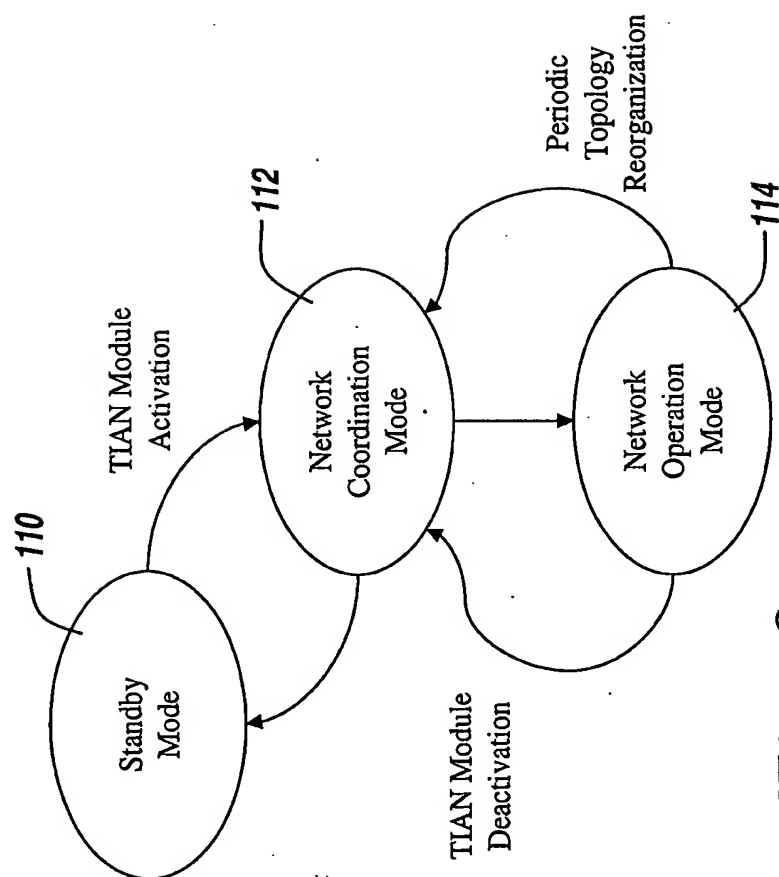 110
Standby
Mode
TIAN Module
Activation
112
Network
Coordination
Mode
TIAN Module
Deactivation
Periodic
Topology
Reorganization
Network
Operation
Mode
114